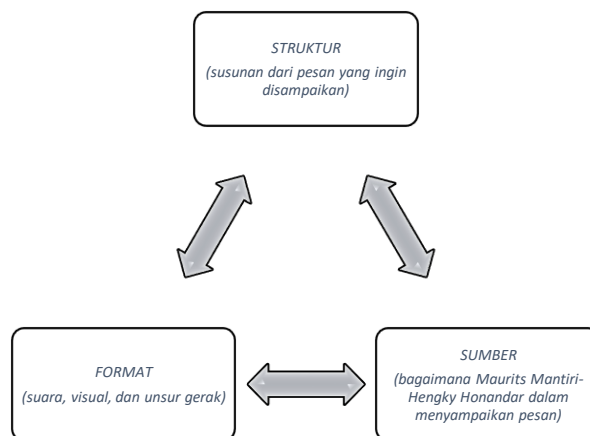 STRUKTUR
(susunan dari pesan yang ingin
disampaikan)
FORMAT
(suara, visual, dan unsur gerak)
SUMBER
(bagaimana Maurits Mantiri-
Hengky Honandar dalam
menyampaikan pesan)